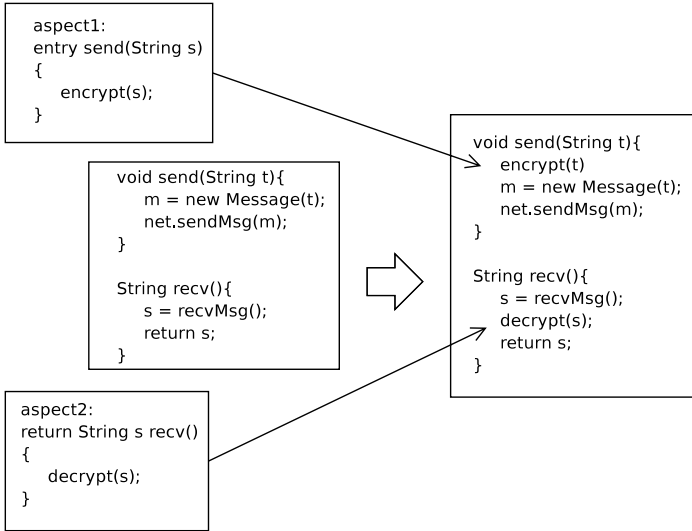 aspect1:
entry send(String s)
{
encrypt(s);
}
void send(String t){
m = new Message(t);
net.sendMsg(m);
}
String recv(){
s = recvMsg();
return s;
}
aspect2:
return String s recv()
{
decrypt(s);
}
void send(String t){
encrypt(t)
m = new Message(t);
net.sendMsg(m);
}
String recv(){
s = recvMsg();
decrypt(s);
return s;
}